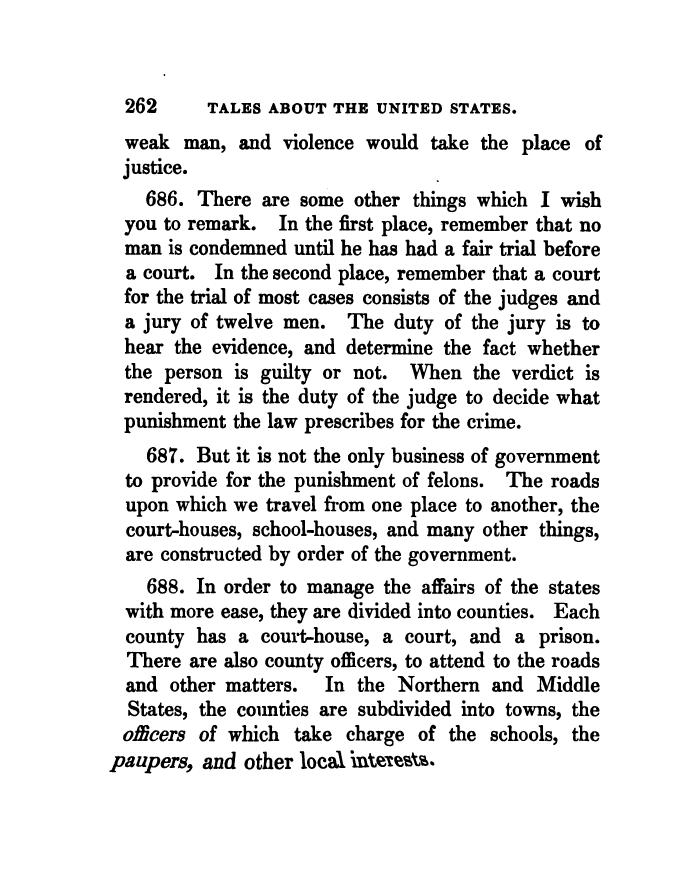 262 TALES ABOUT THE UNITED STATES.
weak man, and violence would take the place of
justice.
686. There are some other things which I wish
you to remark. In the first place, remember that no
man is condemned until he has had a fair trial before
a court. In the second place, remember that a court
for the trial of most cases consists of the judges and
a jury of twelve men. The duty of the jury is to
hear the evidence, and determine the fact whether
the person is guilty or not. When the verdict is
rendered, it is the duty of the judge to decide what
punishment the law prescribes for the crime.
687. But it is not the only business of government
to provide for the punishment of felons. The roads
upon which we travel from one place to another, the
court-houses, school-houses, and many other things,
are constructed by order of the government.
688. In order to manage the affairs of the states
with more ease, they are divided into counties. Each
county has a court-house, a court, and a prison.
There are also county officers, to attend to the roads
and other matters. In the Northern and Middle
States, the counties are subdivided into towns, the
officers of which take charge of the schools, the
paupers, and other local interests.